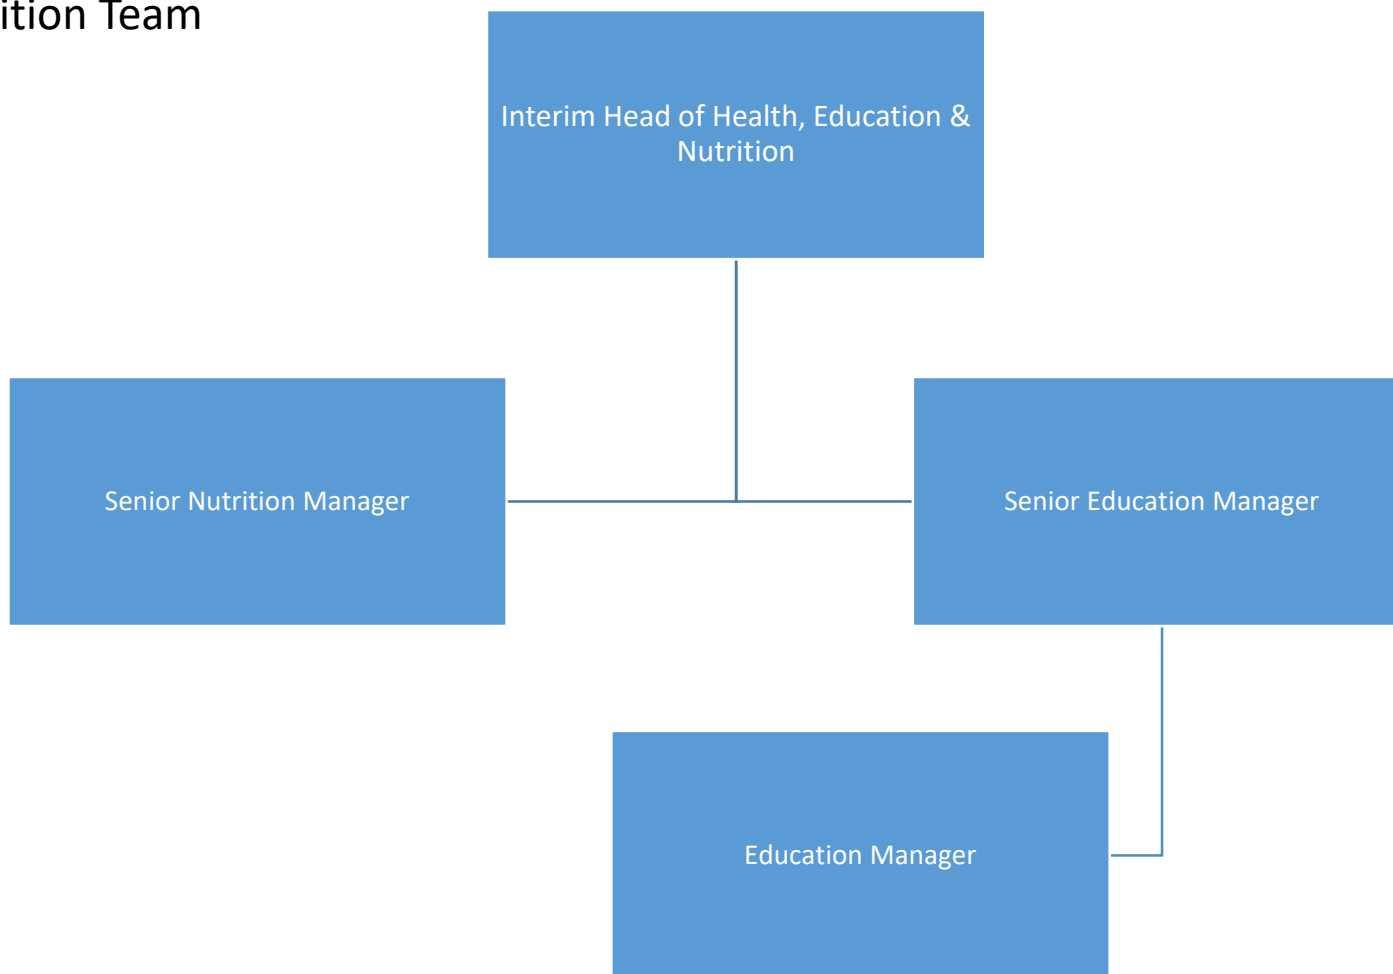 ition Team
Interim Head of Health, Education &
Nutrition
Senior Nutrition Manager
Senior Education Manager
Education Manager